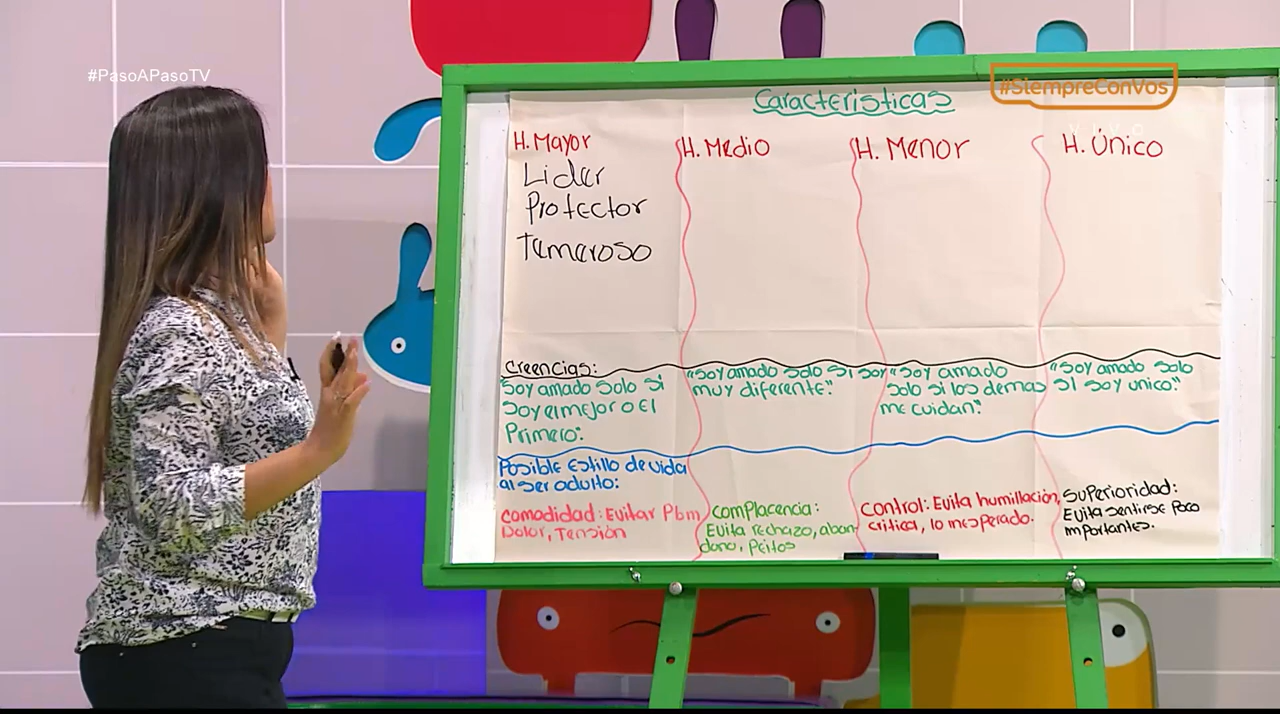 #PasoAPasoTV
#SiempreConVos
Caracteristicas
H. Mayor
Lider
Protector
Temeroso
H. Medio
H. Menor
H. Único
creencias:
"Soy amado solo si
soy el mejor o El
Primero".
"Soy amado solo si soy
muy diferente".
"Soy amado
solo si los demas
me cuidan".
"Soy amado solo
si soy unico".
Posible Estilo de vida
al ser adulto:
comodidad: Evitar Pbm
Dolor, Tensión
complacencia:
Evita rechazo, aban
dono, Peitos
control: Evita humillación,
critica, lo inesperado.
Superioridad:
Evita sentirse poco
importantes.